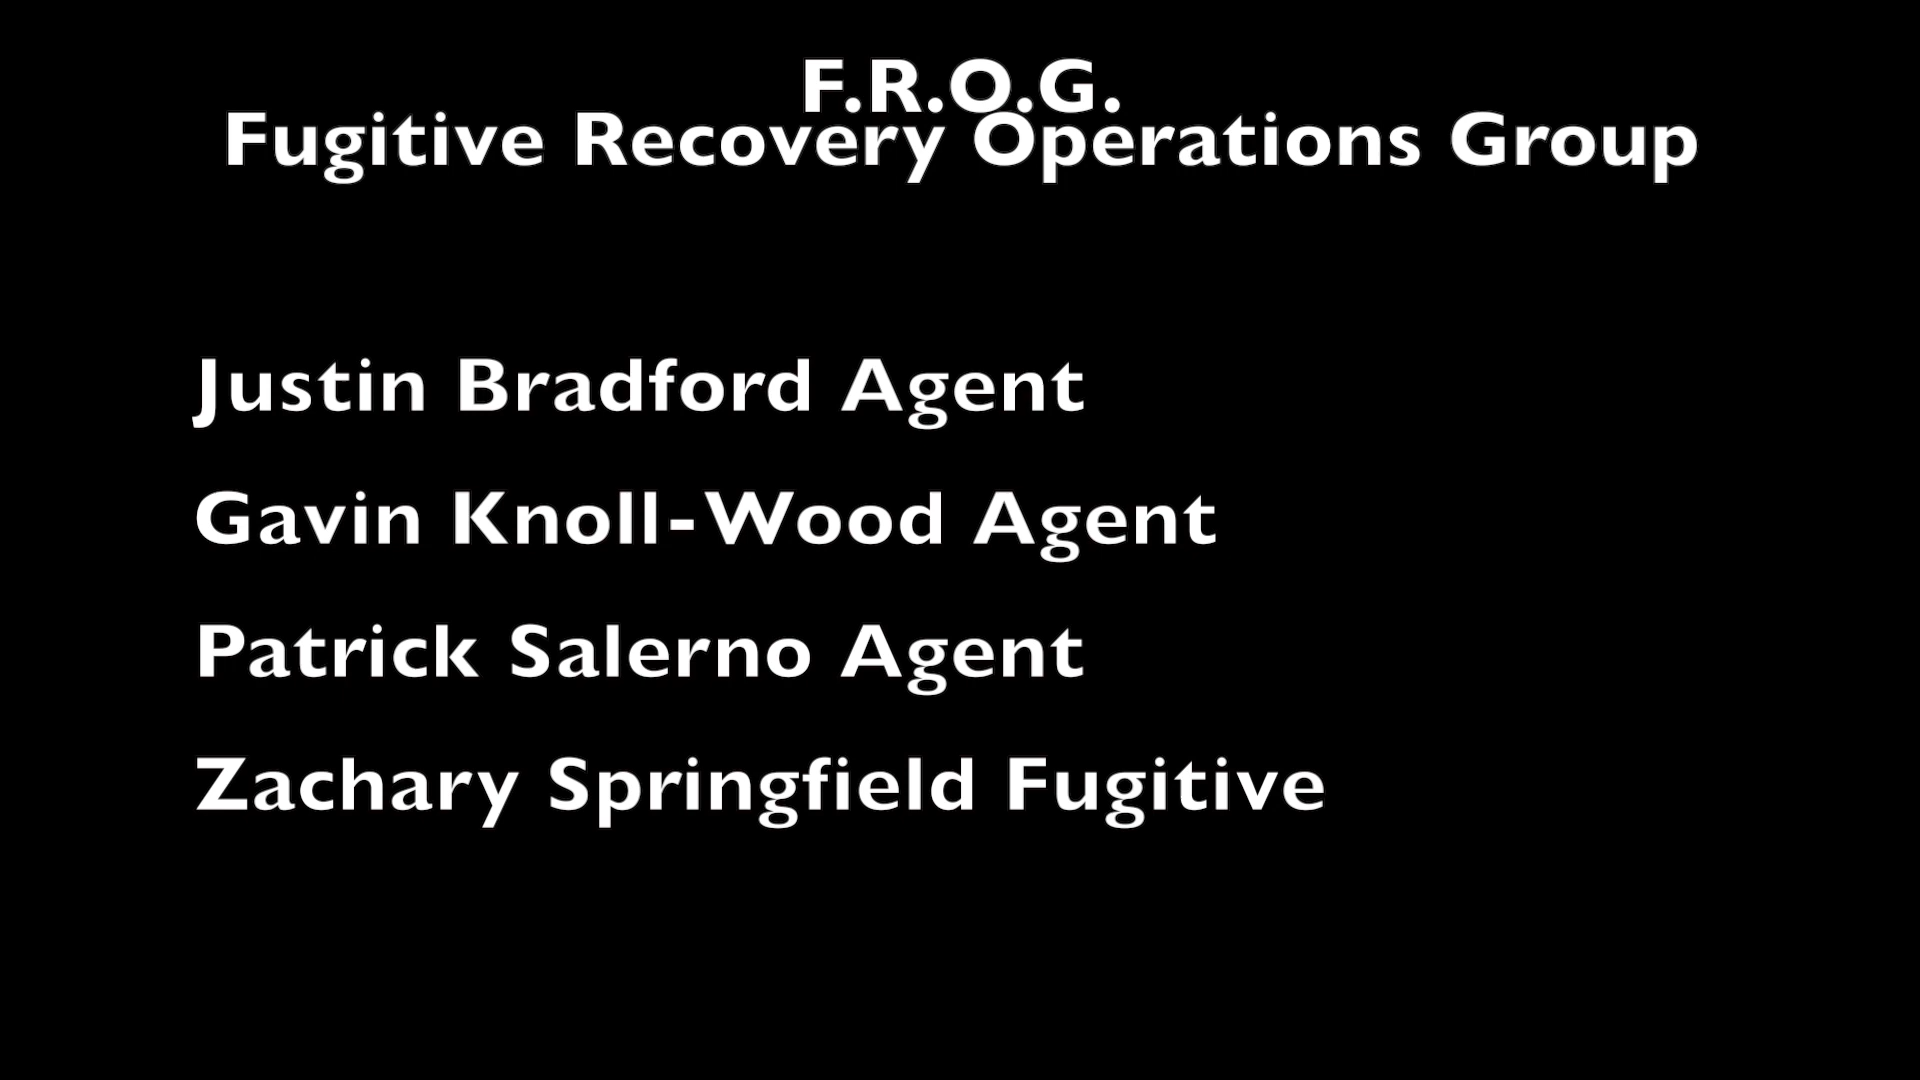 F.R.O.G.
Fugitive Recovery Operations Group
Justin Bradford Agent
Gavin Knoll-Wood Agent
Patrick Salerno Agent
Zachary Springfield Fugitive